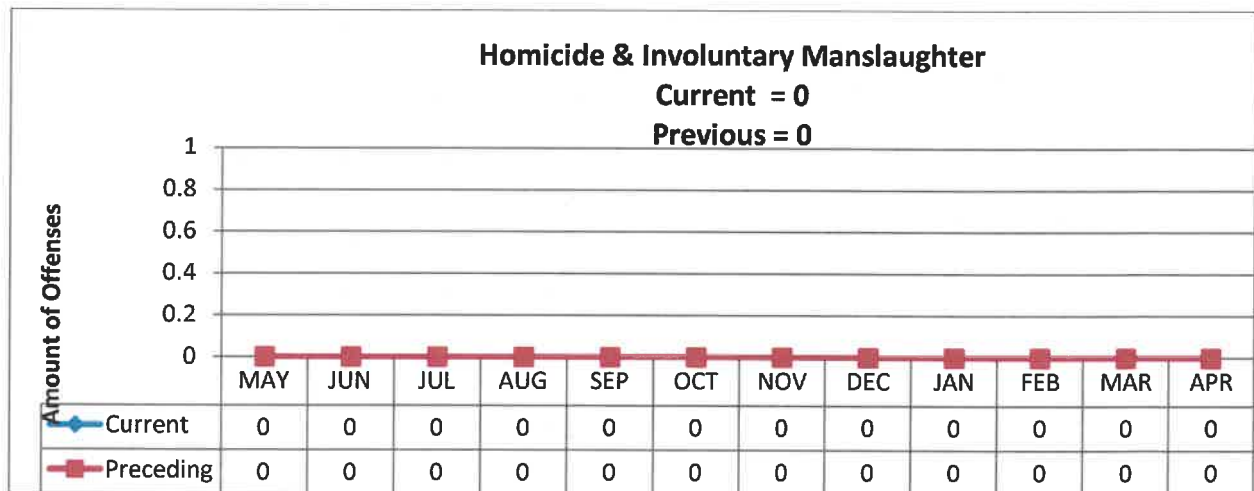 Homicide & Involuntary Manslaughter
Current = 0
Previous = 0
Amount of Offenses
1
0.8
0.6
0.4
0.2
0
MAY JUN JUL AUG SEP OCT NOV DEC JAN FEB MAR APR
Current 0 0 0 0 0 0 0 0 0 0 0 0
Preceding 0 0 0 0 0 0 0 0 0 0 0 0